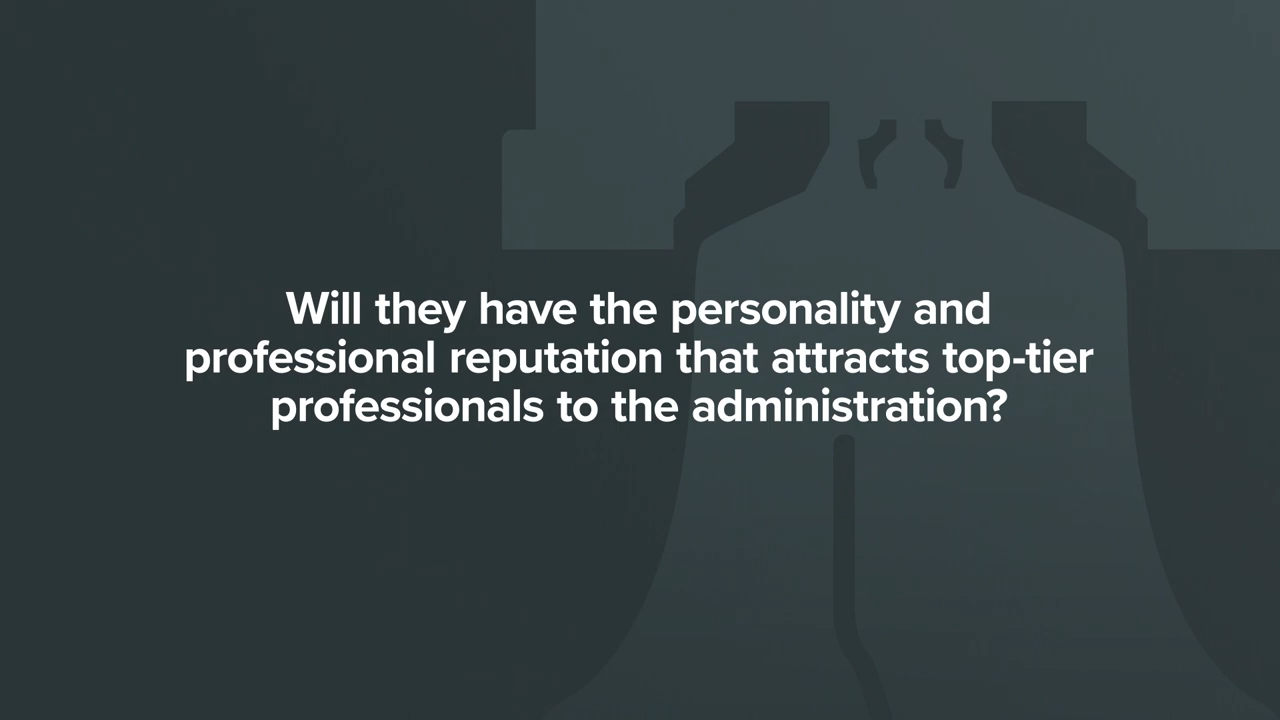 Will they have the personality and
professional reputation that attracts top-tier
professionals to the administration?